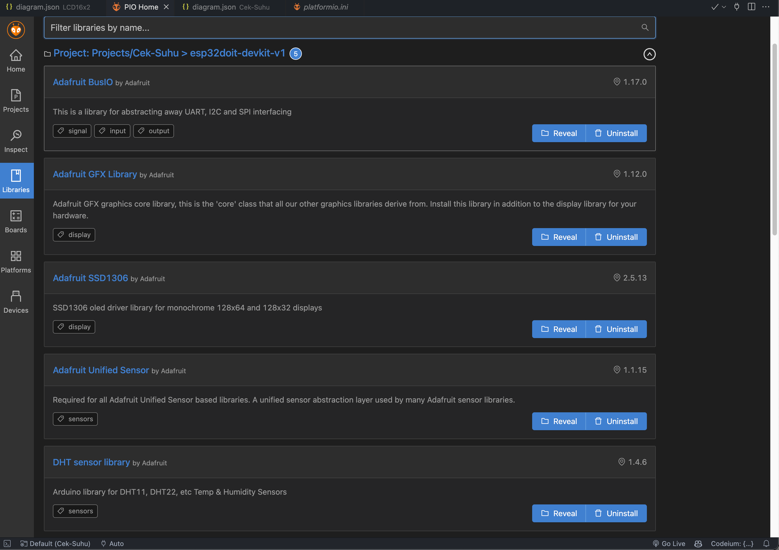 diagram.json LCD16x2
PIO Home
diagram.json Cek-Suhu
platformio.ini
Filter libraries by name...
Home
Projects
Inspect
Libraries
Boards
Platforms
Devices
Project: Projects/Cek-Suhu > esp32doit-devkit-v1 5
Adafruit BusIO by Adafruit
1.17.0
This is a library for abstracting away UART, I2C and SPI interfacing
signal input output
Reveal Uninstall
Adafruit GFX Library by Adafruit
1.12.0
Adafruit GFX graphics core library, this is the 'core' class that all our other graphics libraries derive from. Install this library in addition to the display library for your
hardware.
display
Reveal Uninstall
Adafruit SSD1306 by Adafruit
2.5.13
SSD1306 oled driver library for monochrome 128x64 and 128x32 displays
display
Reveal Uninstall
Adafruit Unified Sensor by Adafruit
1.1.15
Required for all Adafruit Unified Sensor based libraries. A unified sensor abstraction layer used by many Adafruit sensor libraries.
sensors
Reveal Uninstall
DHT sensor library by Adafruit
1.4.6
Arduino library for DHT11, DHT22, etc Temp & Humidity Sensors
sensors
Reveal Uninstall
Default (Cek-Suhu) Auto
Go Live
Codeium: {...}